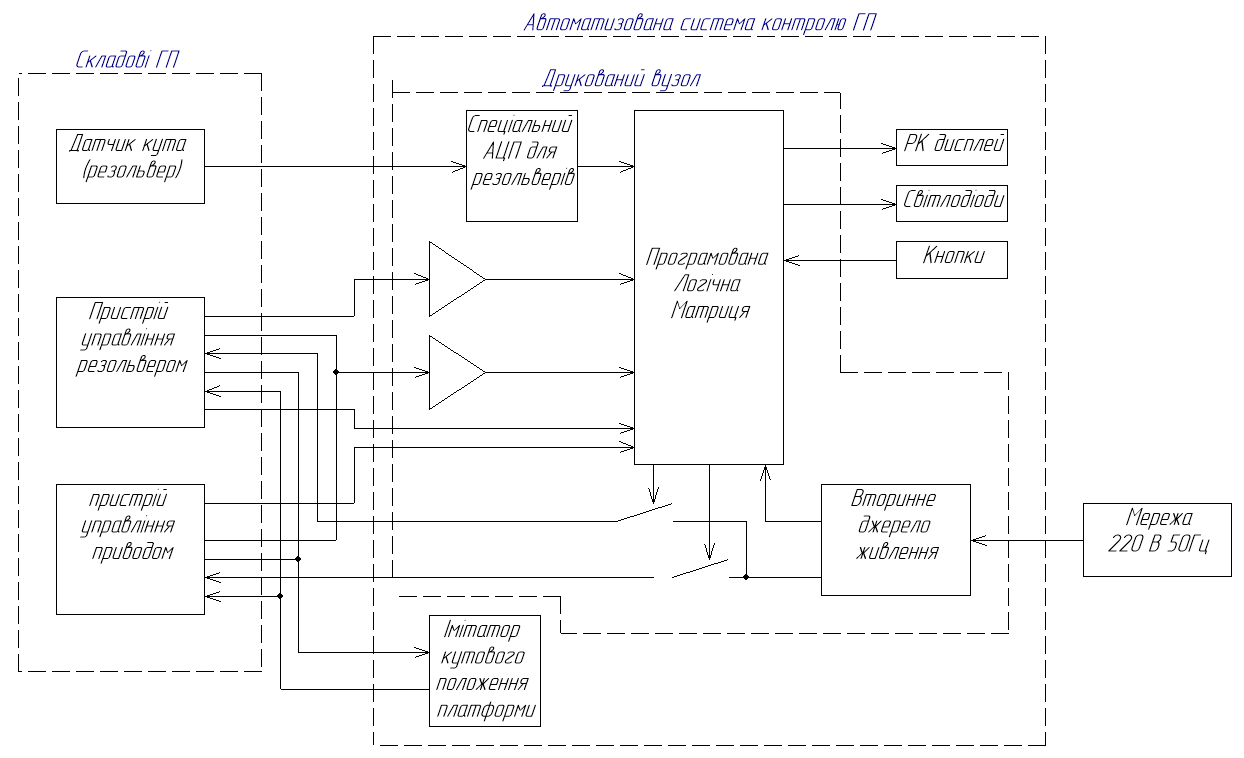 Автоматизована система контролю ГП
Складові ГП
Друкований вузол
Датчик кута
(резольвер)
Спеціальний
АЦП для
резольверів
РК дисплей
Світлодіоди
Кнопки
Програмована
Логічна
Матриця
Пристрій
управління
резольвером
пристрій
управління
приводом
Вторинне
джерело
живлення
Мережа
220 В 50Гц
Імітатор
кутового
положення
платформи